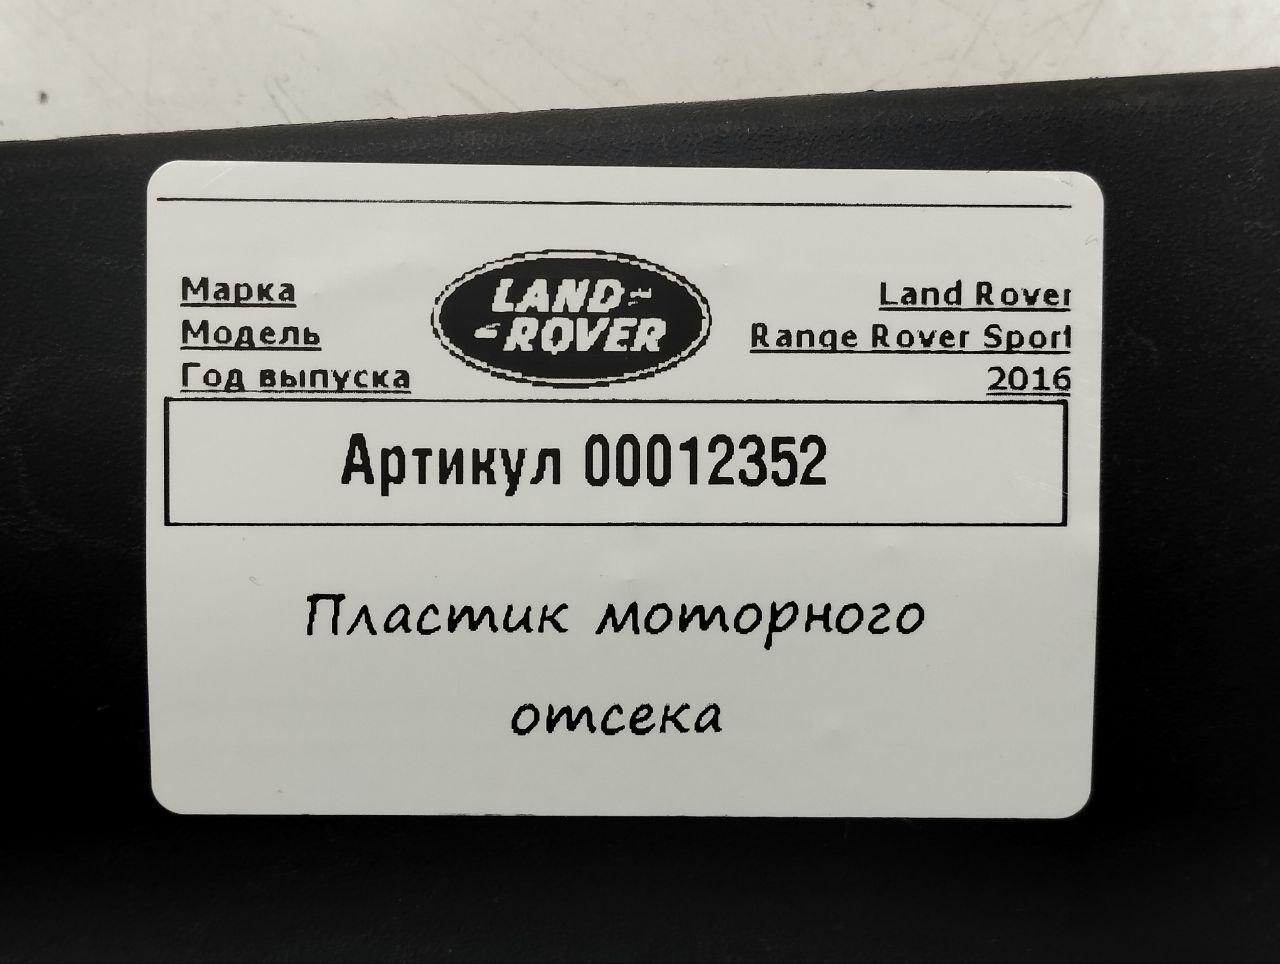 Марка
Модель
Год выпуска
LAND
ROVER
Land Rover
Range Rover Sport
2016
Артикул 00012352
Пластик моторного
отсека